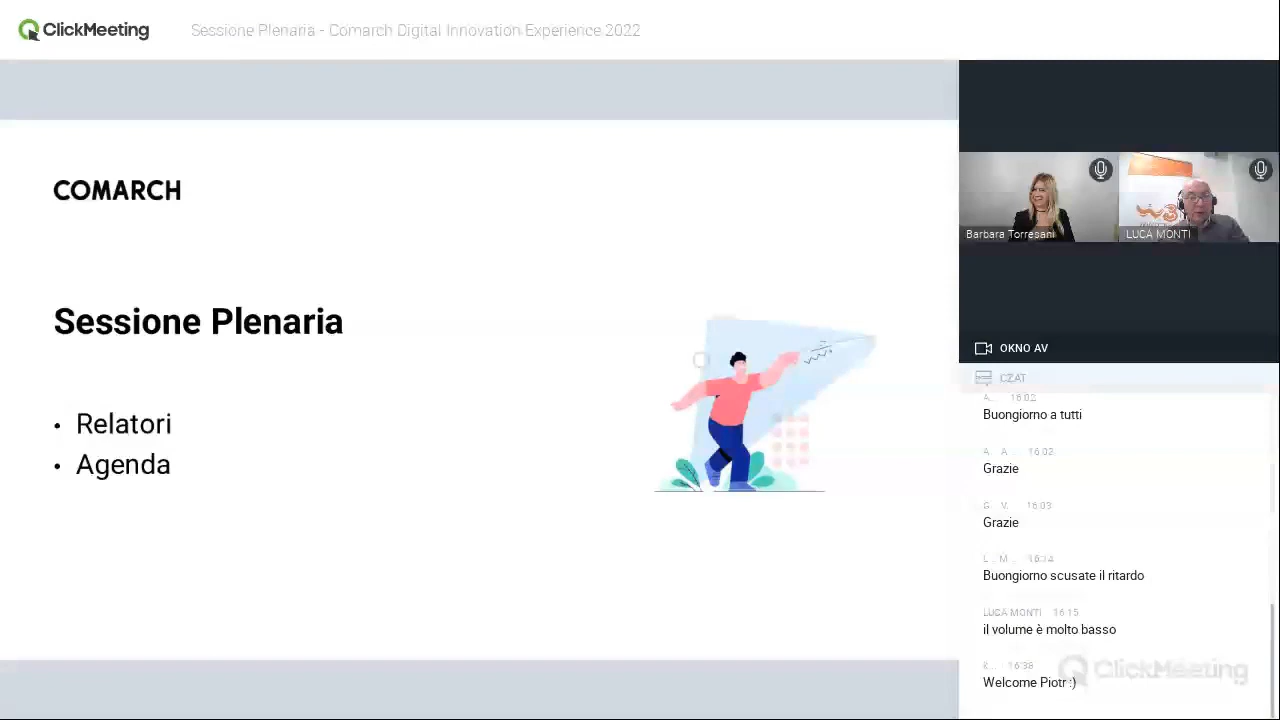 ClickMeeting
Sessione Plenaria - Comarch Digital Innovation Experience 2022
COMARCH
Sessione Plenaria
• Relatori
• Agenda
Barbara Torresani
LUCA MONTI
OKNO AV
CZAT
A... 16:02
Buongiorno a tutti
A... A... 16:02
Grazie
G... V... 16:03
Grazie
L... M... 16:14
Buongiorno scusate il ritardo
LUCA MONTI 16:15
il volume è molto basso
k... 16:38
Welcome Piotr :)
ClickMeeting